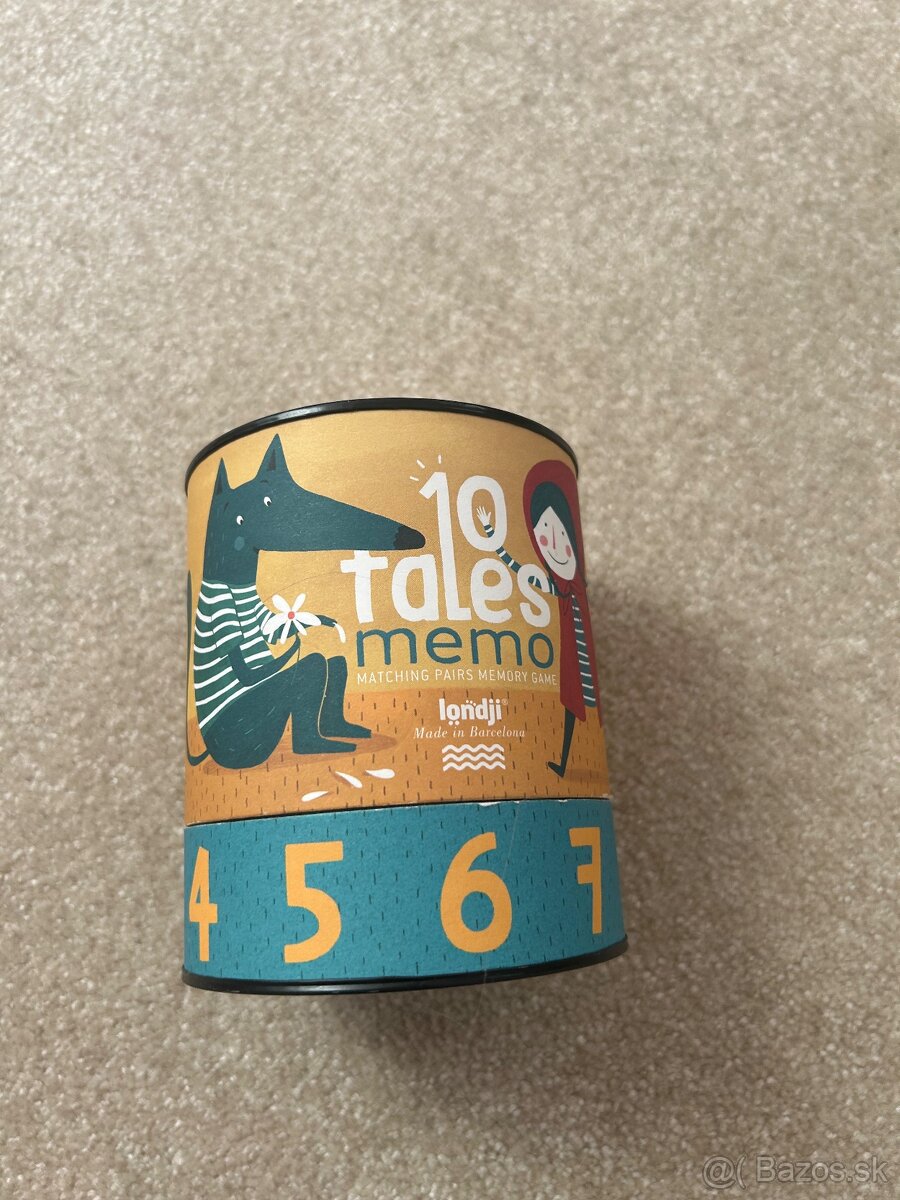 10
tales
memo
MATCHING PAIRS MEMORY GAME
londji®
Made in Barcelona
4 5 6 7
@( Bazos.sk